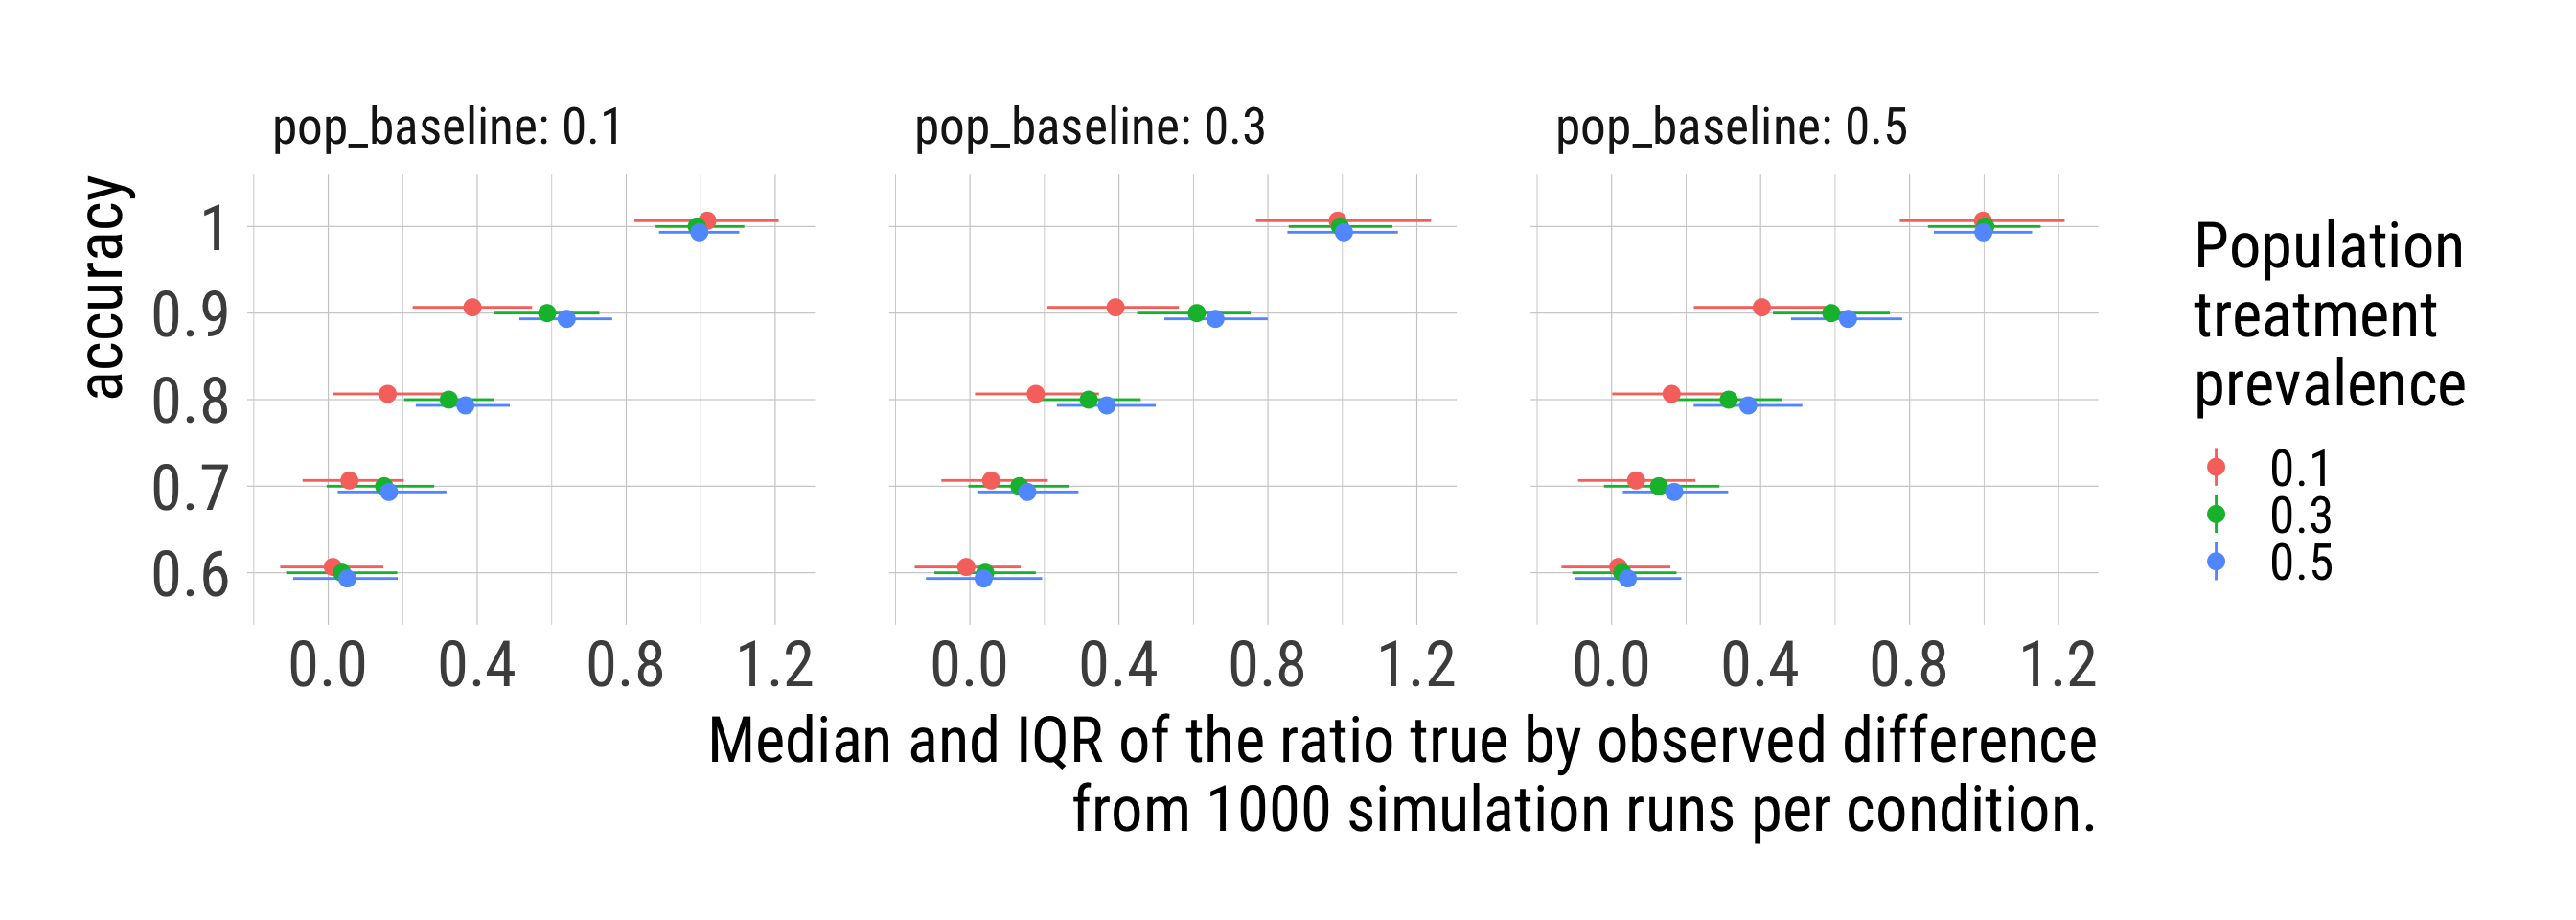 pop_baseline: 0.1
pop_baseline: 0.3
pop_baseline: 0.5
accuracy
1
0.9
0.8
0.7
0.6
0.0 0.4 0.8 1.2
0.0 0.4 0.8 1.2
0.0 0.4 0.8 1.2
Median and IQR of the ratio true by observed difference
from 1000 simulation runs per condition.
Population
treatment
prevalence
0.1
0.3
0.5